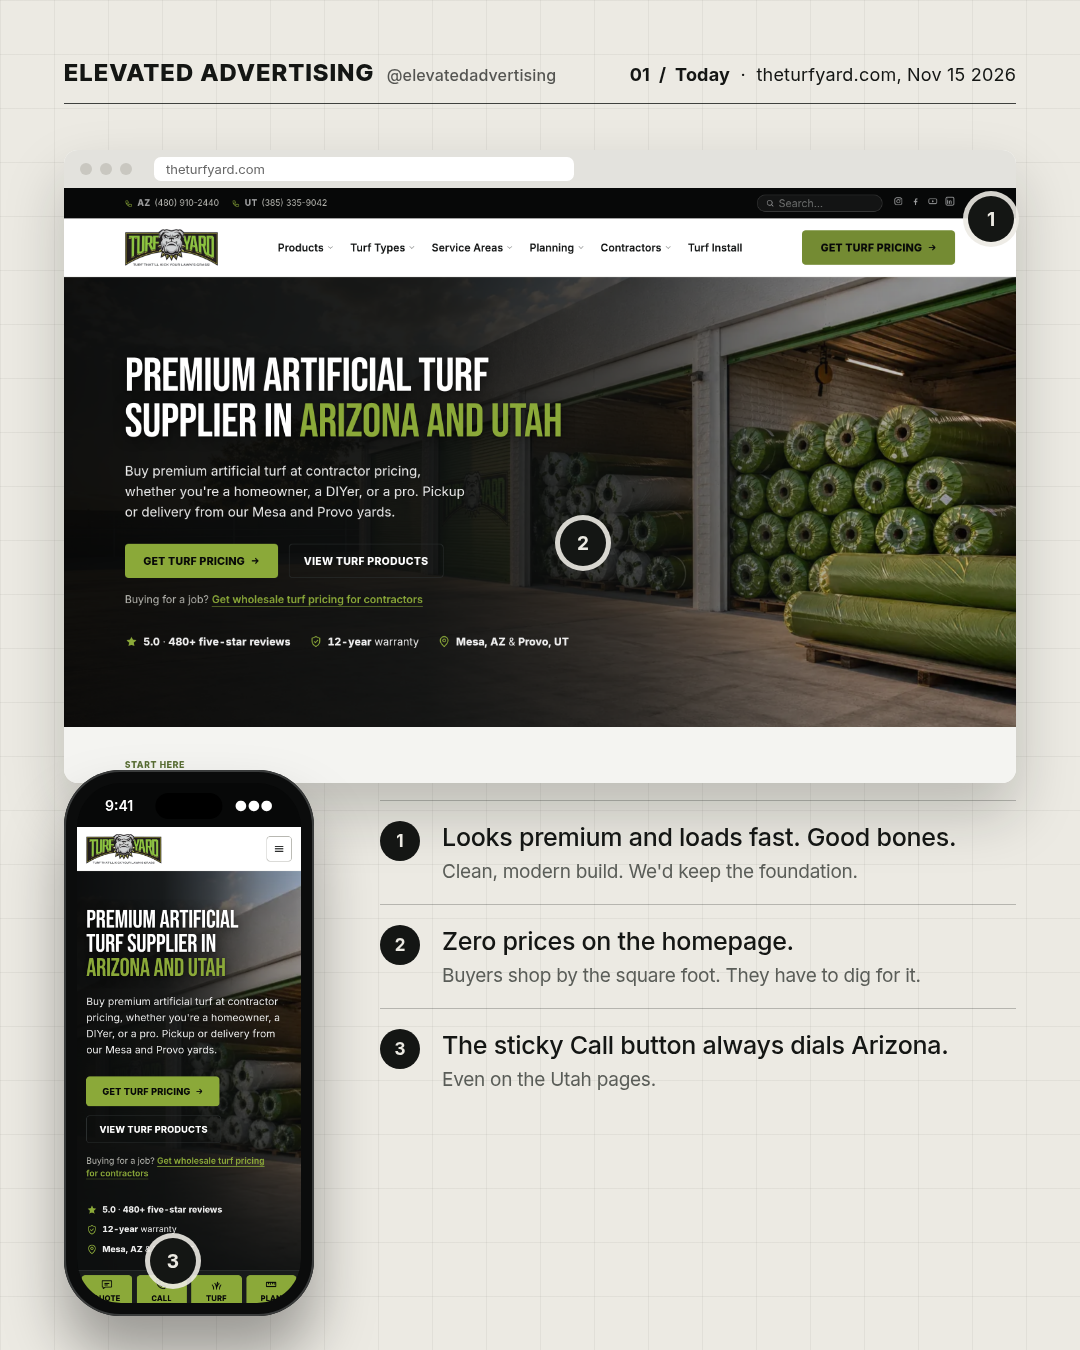 ELEVATED ADVERTISING @elevatedadvertising
01 / Today · theturfyard.com, Nov 15 2026
theturfyard.com
AZ (480) 910-2440 UT (385) 335-9042
Search...
1
TURF YARD
Products Turf Types Service Areas Planning Contractors Turf Install
GET TURF PRICING →
PREMIUM ARTIFICIAL TURF
SUPPLIER IN ARIZONA AND UTAH
Buy premium artificial turf at contractor pricing,
whether you're a homeowner, a DIYer, or a pro. Pickup
or delivery from our Mesa and Provo yards.
2
GET TURF PRICING →
VIEW TURF PRODUCTS
Buying for a job? Get wholesale turf pricing for contractors
5.0 · 480+ five-star reviews
12-year warranty
Mesa, AZ & Provo, UT
START HERE
9:41
TURF YARD
PREMIUM ARTIFICIAL
TURF SUPPLIER IN
ARIZONA AND UTAH
Buy premium artificial turf at contractor
pricing, whether you're a homeowner, a
DIYer, or a pro. Pickup or delivery from
our Mesa and Provo yards.
GET TURF PRICING →
VIEW TURF PRODUCTS
Buying for a job? Get wholesale turf pricing
for contractors
5.0 · 480+ five-star reviews
12-year warranty
Mesa, AZ
3
CALL
TURF
1
Looks premium and loads fast. Good bones.
Clean, modern build. We'd keep the foundation.
2
Zero prices on the homepage.
Buyers shop by the square foot. They have to dig for it.
3
The sticky Call button always dials Arizona.
Even on the Utah pages.